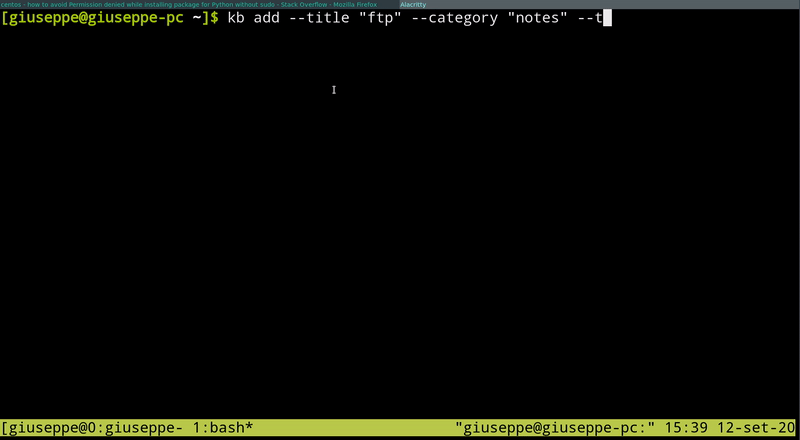 centos - how to avoid Permission denied while installing package for Python without sudo - Stack Overflow - Mozilla Firefox
Alacritty
[giuseppe@giuseppe-pc ~]$ kb add --title "ftp" --category "notes" --t
[giuseppe@0:giuseppe- 1:bash* "giuseppe@giuseppe-pc:" 15:39 12-set-20